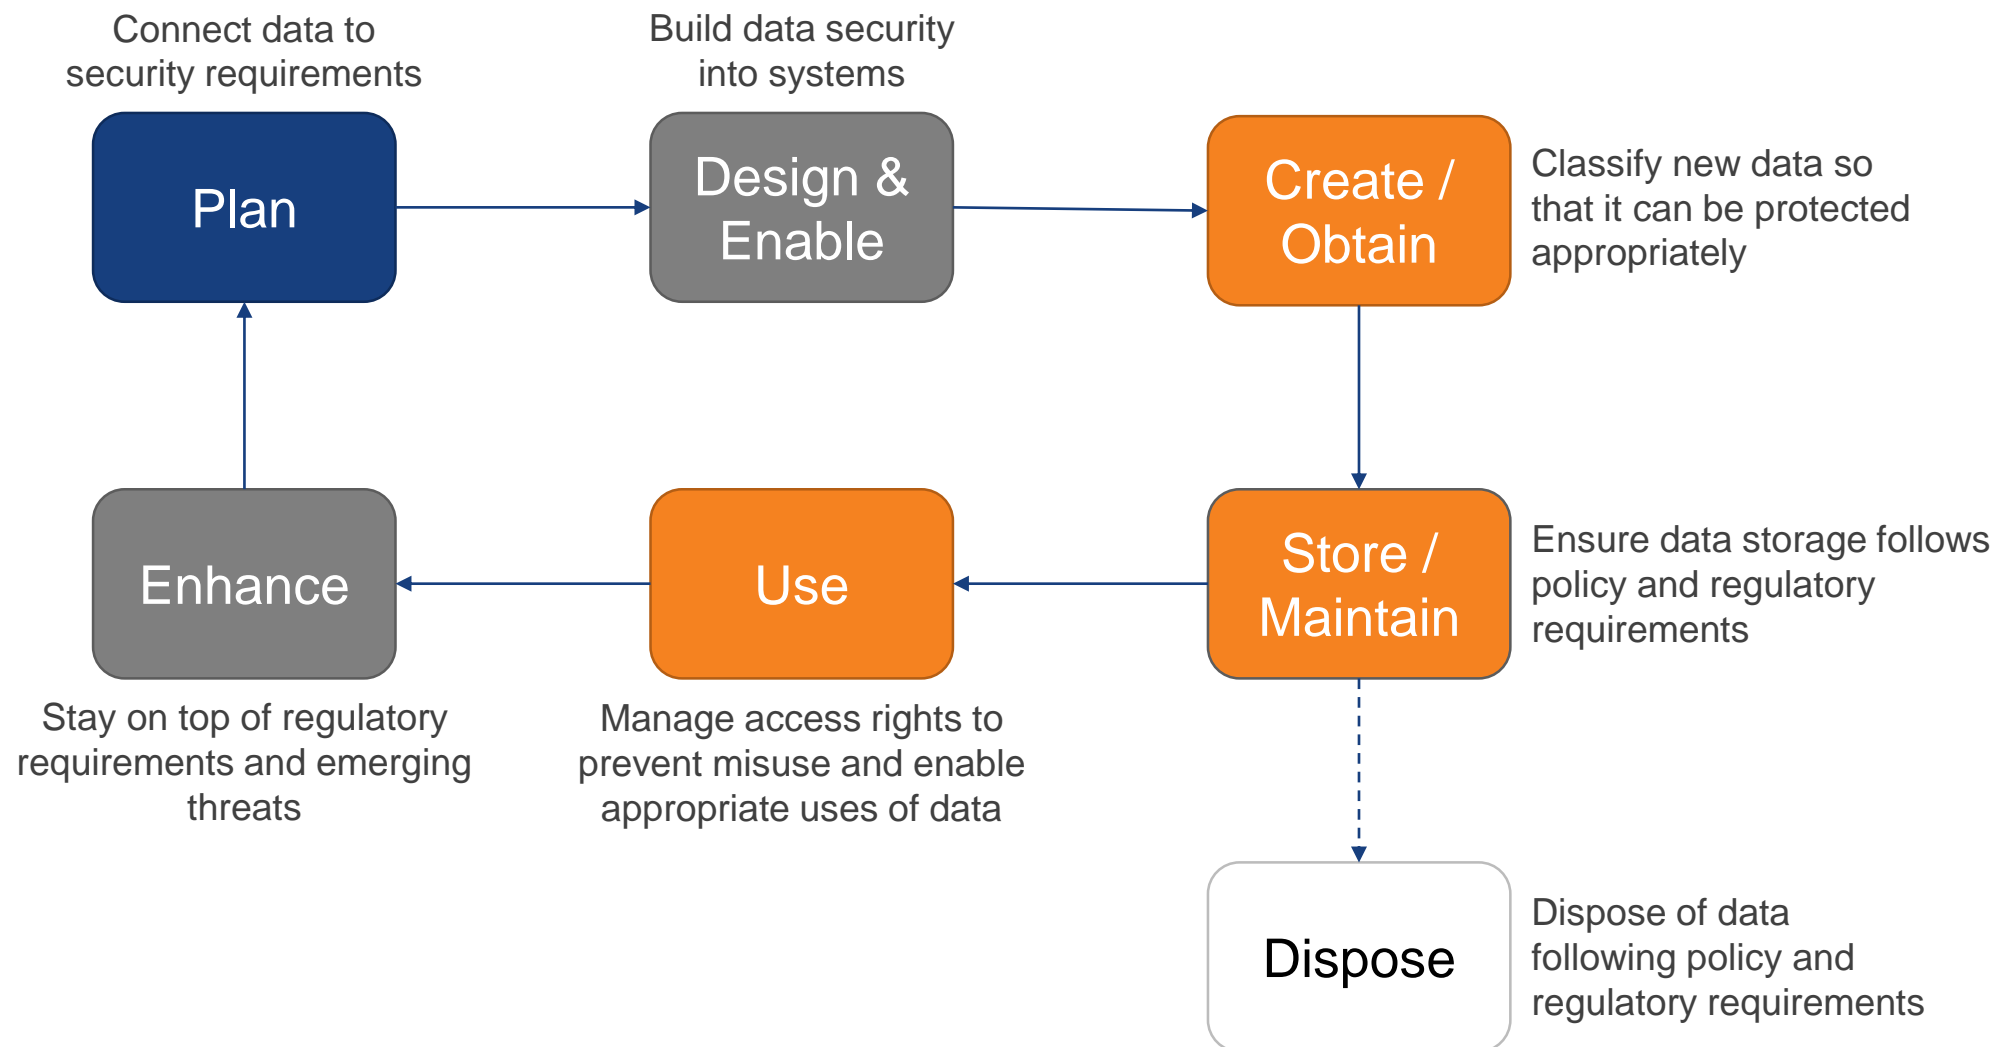 Connect data to
security requirements
Build data security
into systems
Plan
Design &
Enable
Create /
Obtain
Classify new data so
that it can be protected
appropriately
Enhance
Use
Store /
Maintain
Ensure data storage follows
policy and regulatory
requirements
Stay on top of regulatory
requirements and emerging
threats
Manage access rights to
prevent misuse and enable
appropriate uses of data
Dispose
Dispose of data
following policy and
regulatory requirements